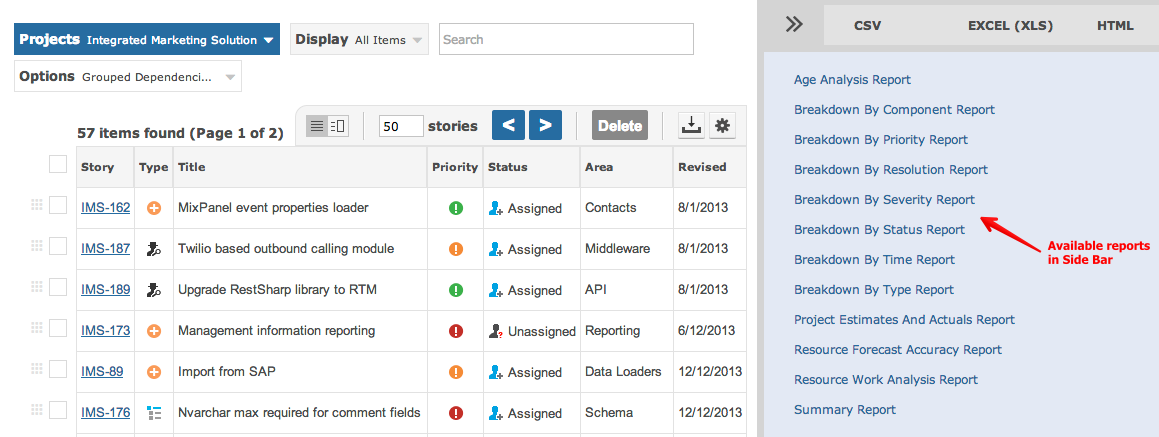 Projects Integrated Marketing Solution
Display All Items
Search
Options Grouped Dependenci...
57 items found (Page 1 of 2)
50 stories
< >
Delete
Story Type Title Priority Status Area Revised
IMS-162 MixPanel event properties loader Assigned Contacts 8/1/2013
IMS-187 Twilio based outbound calling module Assigned Middleware 8/1/2013
IMS-189 Upgrade RestSharp library to RTM Assigned API 8/1/2013
IMS-173 Management information reporting Unassigned Reporting 6/12/2013
IMS-89 Import from SAP Assigned Data Loaders 12/12/2013
IMS-176 Nvarchar max required for comment fields Assigned Schema 12/12/2013
CSV EXCEL (XLS) HTML
Age Analysis Report
Breakdown By Component Report
Breakdown By Priority Report
Breakdown By Resolution Report
Breakdown By Severity Report
Breakdown By Status Report
Breakdown By Time Report
Breakdown By Type Report
Project Estimates And Actuals Report
Resource Forecast Accuracy Report
Resource Work Analysis Report
Summary Report
Available reports
in Side Bar